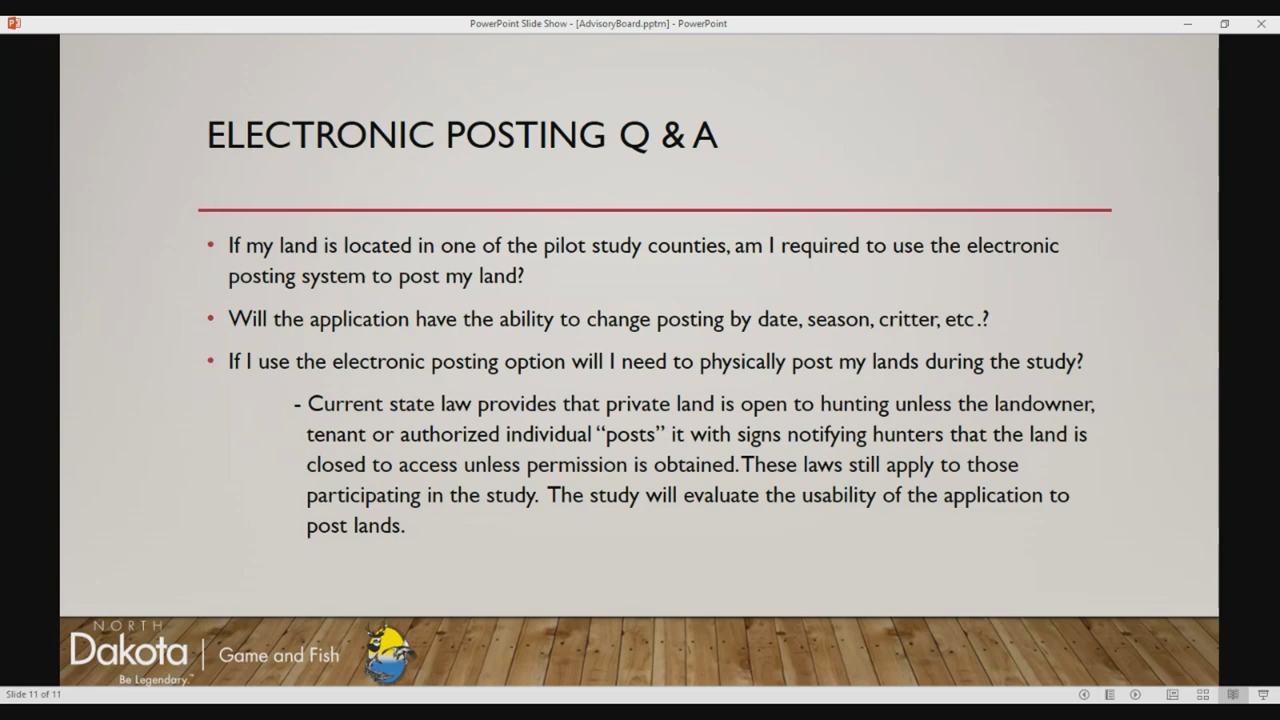 PowerPoint Slide Show - [AdvisoryBoard.pptm] - PowerPoint
ELECTRONIC POSTING Q & A
• If my land is located in one of the pilot study counties, am I required to use the electronic
posting system to post my land?
• Will the application have the ability to change posting by date, season, critter, etc .?
• If I use the electronic posting option will I need to physically post my lands during the study?
- Current state law provides that private land is open to hunting unless the landowner,
tenant or authorized individual “posts” it with signs notifying hunters that the land is
closed to access unless permission is obtained. These laws still apply to those
participating in the study. The study will evaluate the usability of the application to
post lands.
NORTH
Dakota | Game and Fish
Be Legendary.™
Slide 11 of 11